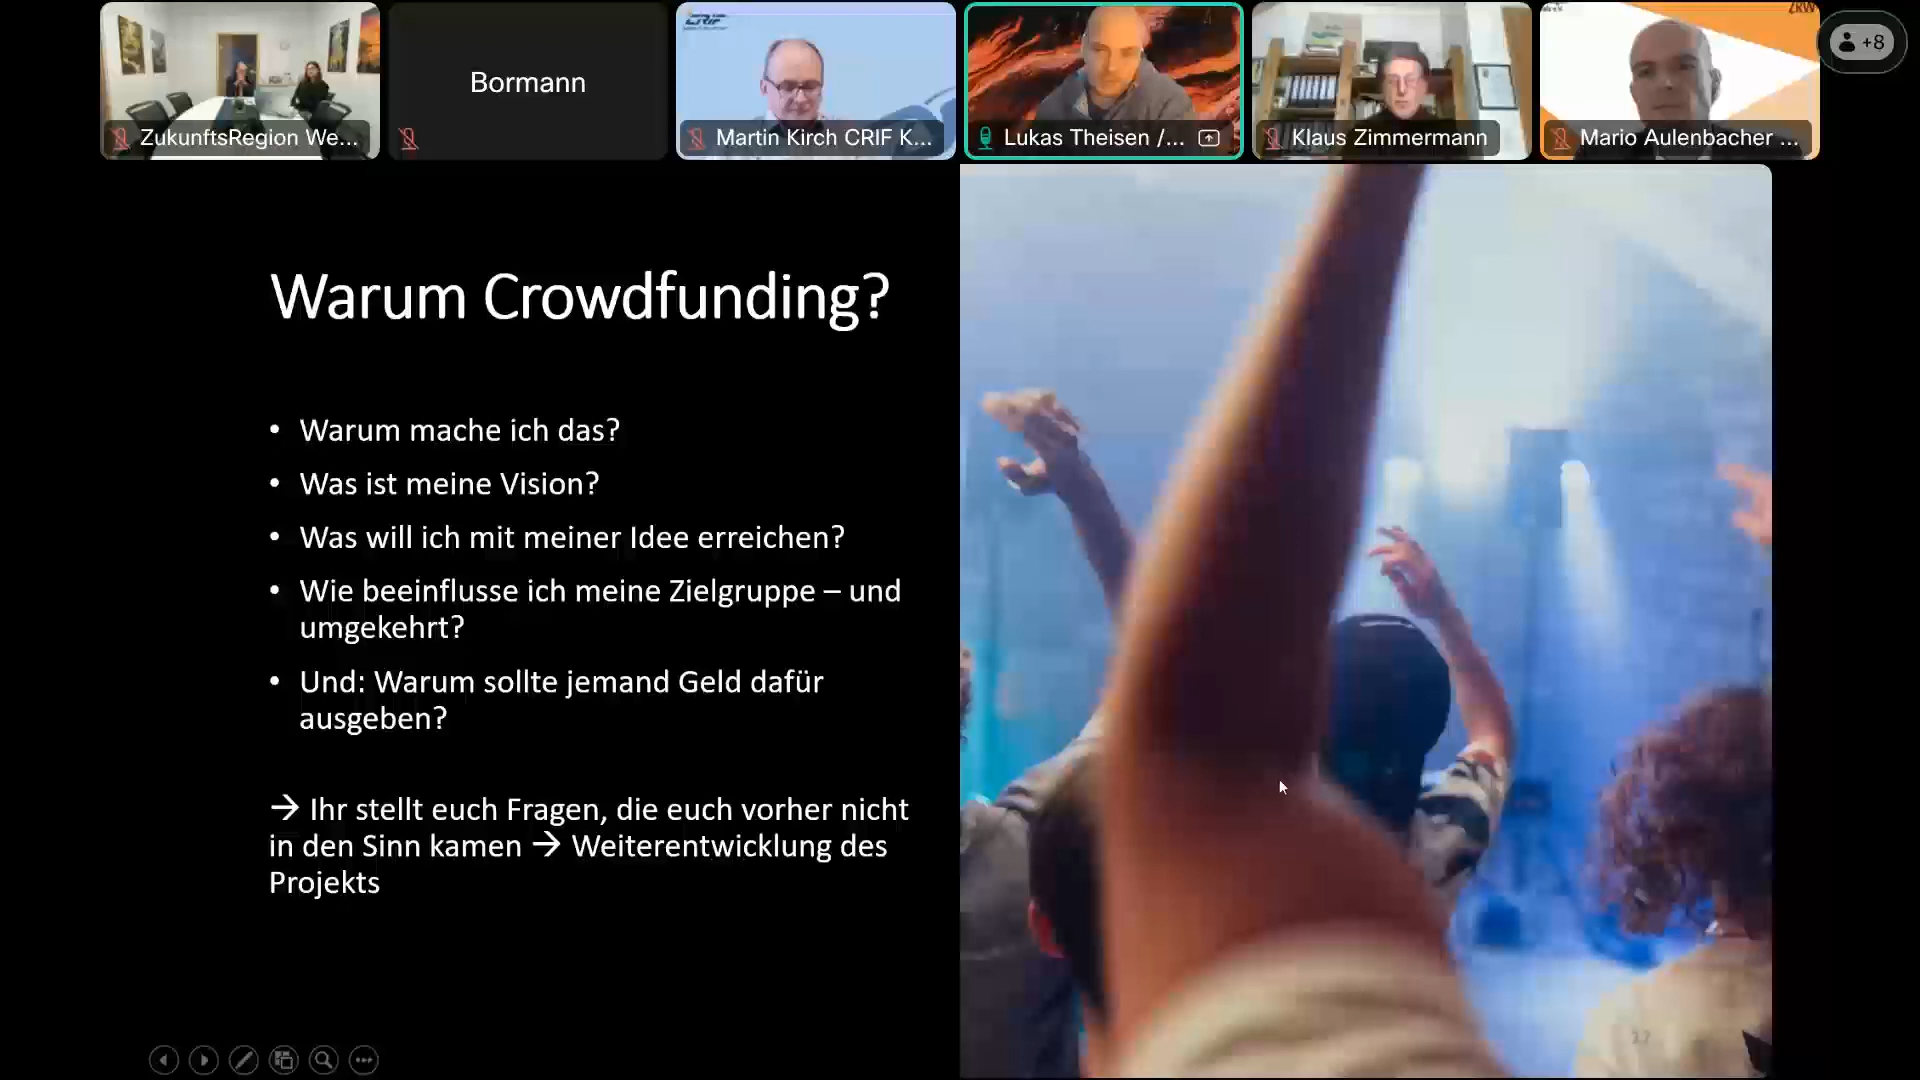 CRIF
ZRW
+8
Bormann
ZukunftsRegion We...
Martin Kirch CRIF K...
Lukas Theisen /...
Klaus Zimmermann
Mario Aulenbacher ...
Warum Crowdfunding?
• Warum mache ich das?
• Was ist meine Vision?
• Was will ich mit meiner Idee erreichen?
• Wie beeinflusse ich meine Zielgruppe – und
umgekehrt?
• Und: Warum sollte jemand Geld dafür
ausgeben?
→ Ihr stellt euch Fragen, die euch vorher nicht
in den Sinn kamen → Weiterentwicklung des
Projekts